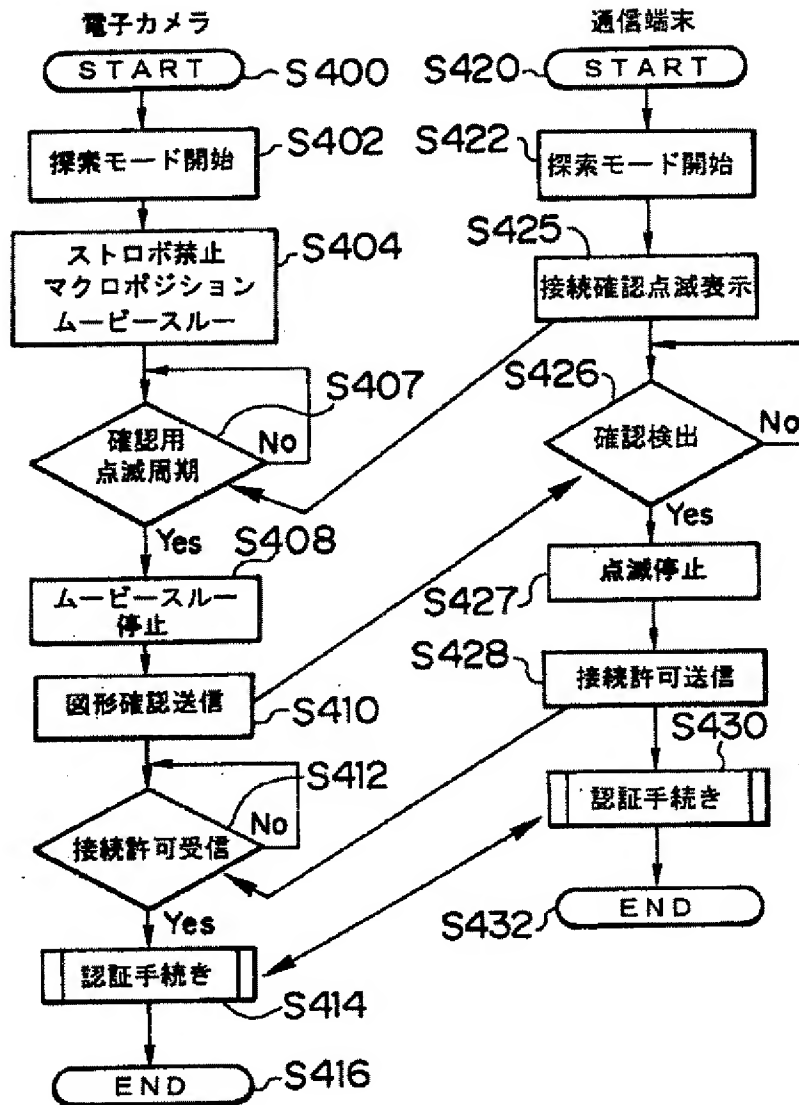 電子カメラ
START
S400
探索モード開始
S402
ストロボ禁止
マクロポジション
ムービースルー
S404
確認用
点滅周期
S407
No
Yes
S408
ムービースルー
停止
図形確認送信
S410
S412
接続許可受信
No
Yes
認証手続き
S414
END
S416
通信端末
S420
START
S422
探索モード開始
S425
接続確認点滅表示
S426
確認検出
No
Yes
点滅停止
S427
S428
接続許可送信
S430
認証手続き
END
S432